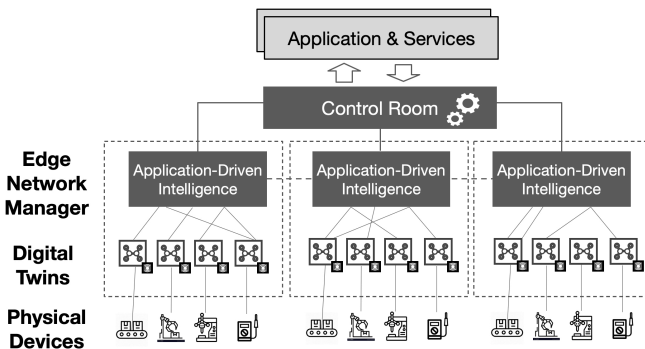 Application & Services
Control Room
Edge
Network
Manager
Application-Driven
Intelligence
Application-Driven
Intelligence
Application-Driven
Intelligence
Digital
Twins
Physical
Devices